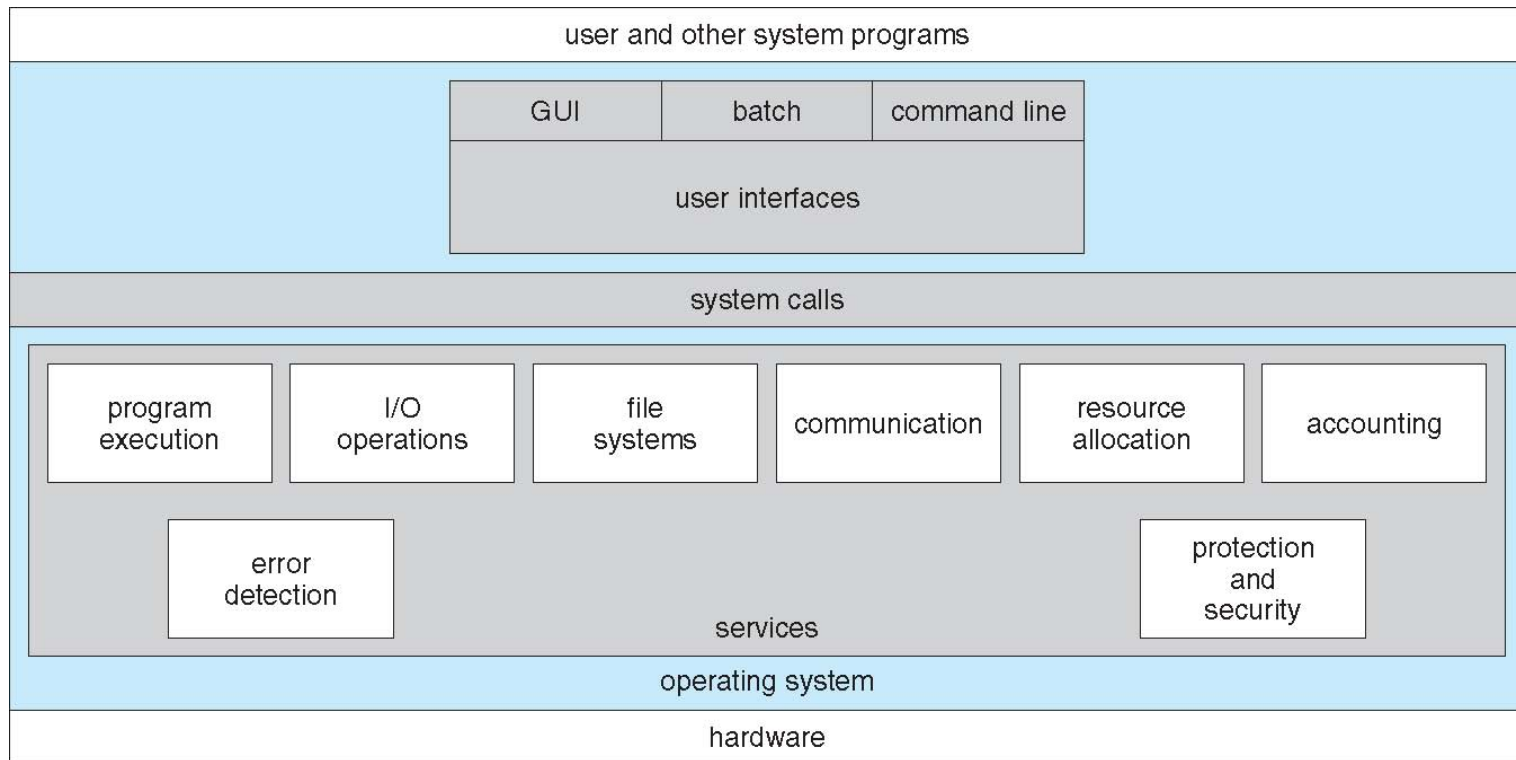 user and other system programs
GUI
batch
command line
user interfaces
system calls
program
execution
I/O
operations
file
systems
communication
resource
allocation
accounting
error
detection
protection
and
security
services
operating system
hardware